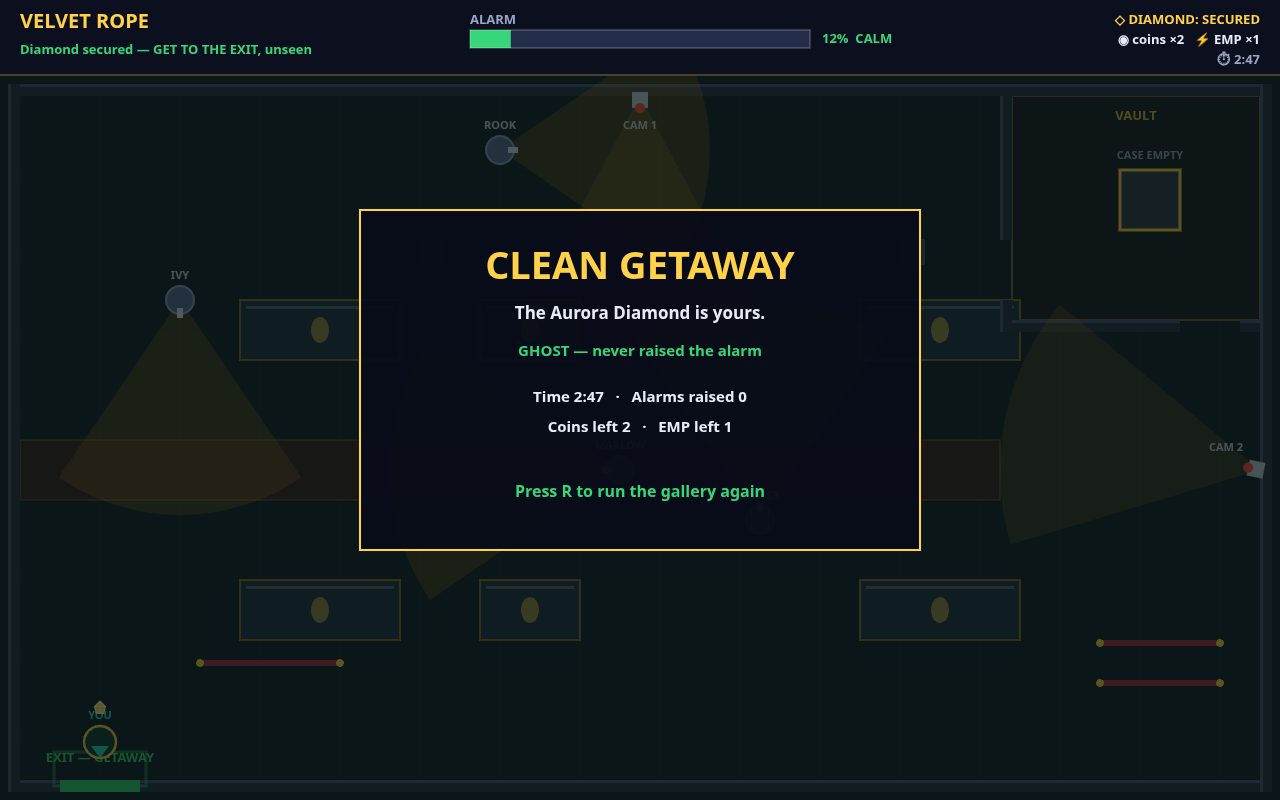 VELVET ROPE
Diamond secured — GET TO THE EXIT, unseen
ALARM
12% CALM
◇ DIAMOND: SECURED
◉ coins ×2 ⚡ EMP ×1
⏱ 2:47
ROOK
CAM 1
VAULT
CASE EMPTY
IVY
CLEAN GETAWAY
The Aurora Diamond is yours.
GHOST — never raised the alarm
Time 2:47 · Alarms raised 0
Coins left 2 · EMP left 1
MARLOW
CAM 2
Press R to run the gallery again
YOU
EXIT — GETAWAY